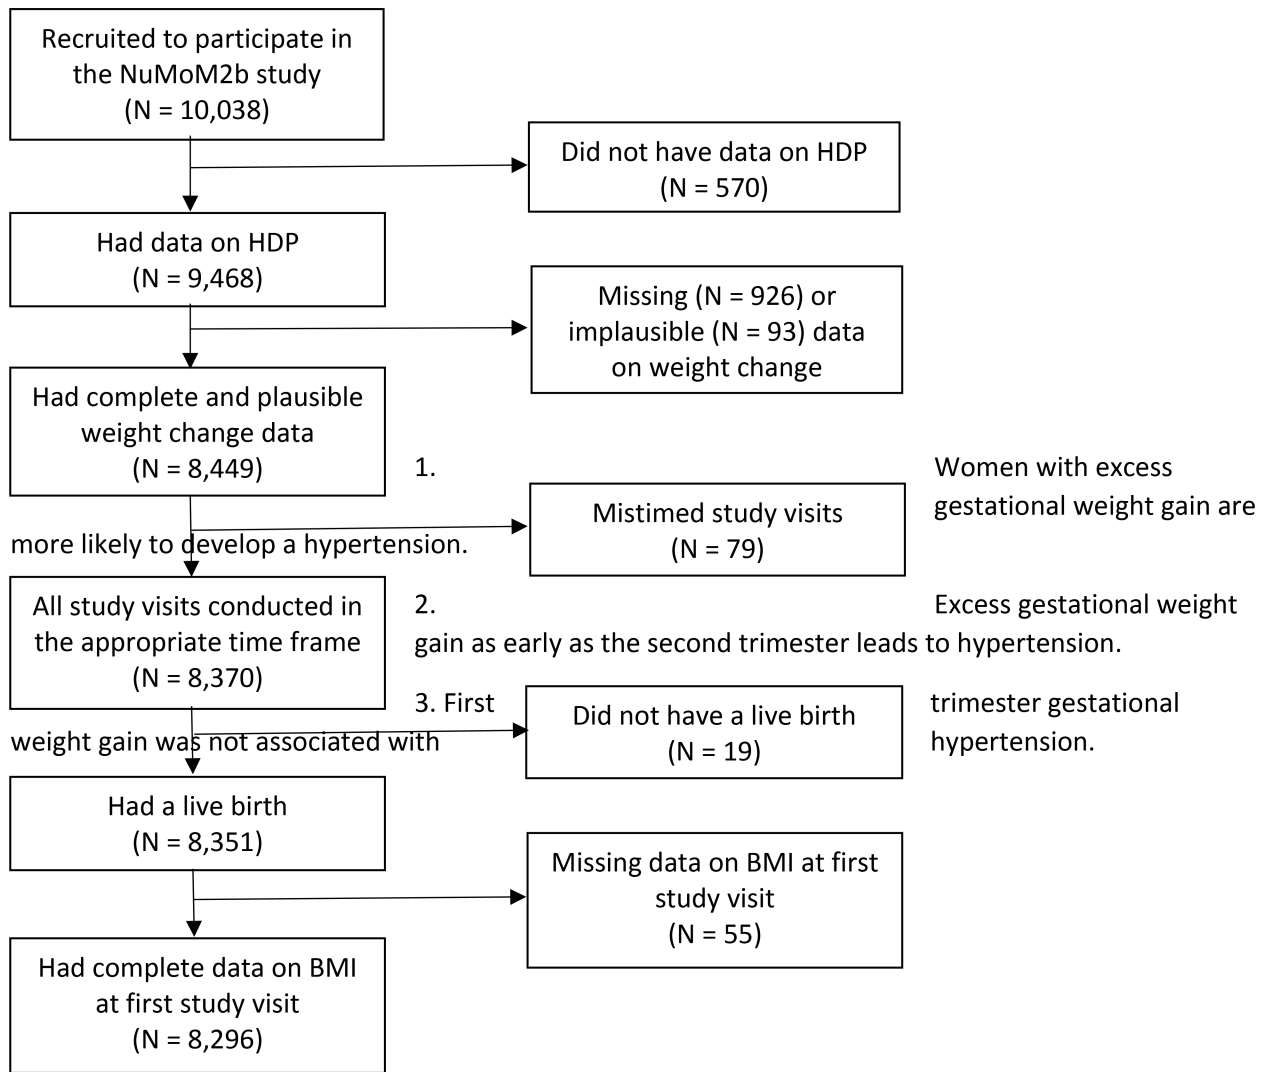 Recruited to participate in
the NuMoM2b study
(N = 10,038)
Did not have data on HDP
(N = 570)
Had data on HDP
(N = 9,468)
Missing (N = 926) or
implausible (N = 93) data
on weight change
Had complete and plausible
weight change data
(N = 8,449)
1. Women with excess
gestational weight gain are
more likely to develop a hypertension.
Mistimed study visits
(N = 79)
All study visits conducted in
the appropriate time frame
(N = 8,370)
2. Excess gestational weight
gain as early as the second trimester leads to hypertension.
3. First trimester gestational
weight gain was not associated with hypertension.
Did not have a live birth
(N = 19)
Had a live birth
(N = 8,351)
Missing data on BMI at first
study visit
(N = 55)
Had complete data on BMI
at first study visit
(N = 8,296)